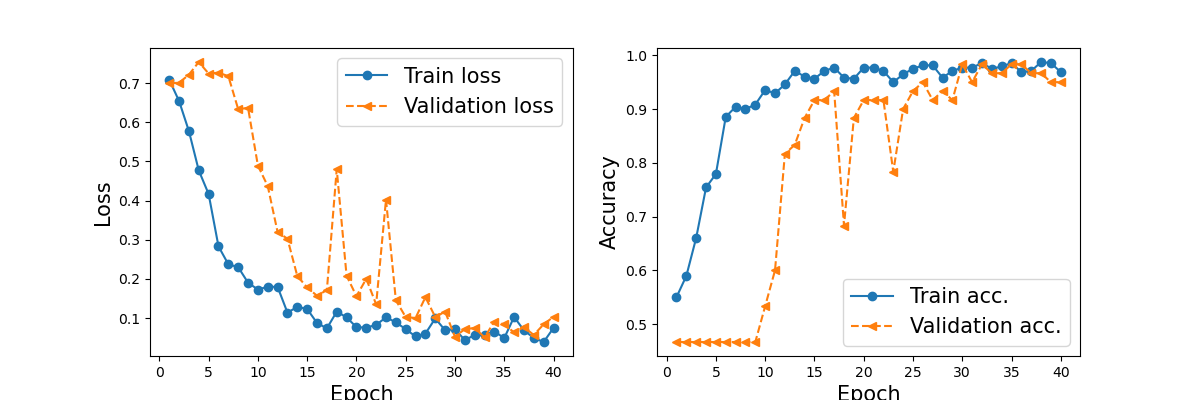 Train loss
Validation loss
0.7
0.6
0.5
0.4
0.3
0.2
0.1
Loss
0 5 10 15 20 25 30 35 40
Epoch
1.0
0.9
0.8
0.7
0.6
0.5
Accuracy
Train acc.
Validation acc.
0 5 10 15 20 25 30 35 40
Epoch